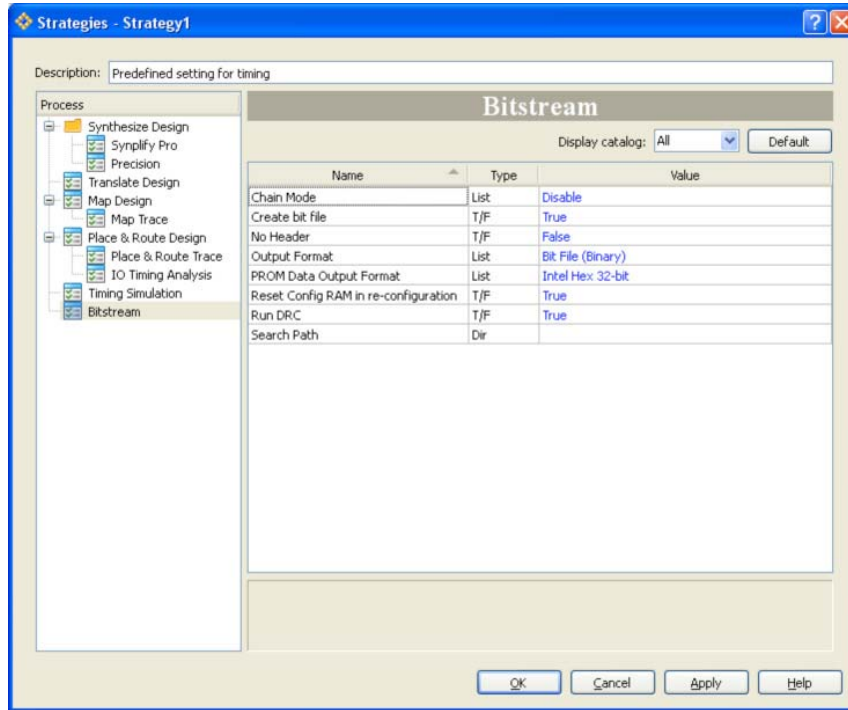 Strategies - Strategy1
Description: Predefined setting for timing
Process
Synthesize Design
Synplify Pro
Precision
Translate Design
Map Design
Map Trace
Place & Route Design
Place & Route Trace
IO Timing Analysis
Timing Simulation
Bitstream
Bitstream
Display catalog: All Default
Name Type Value
Chain Mode List Disable
Create bit file T/F True
No Header T/F False
Output Format List Bit File (Binary)
PROM Data Output Format List Intel Hex 32-bit
Reset Config RAM in re-configuration T/F True
Run DRC T/F True
Search Path Dir
OK Cancel Apply Help